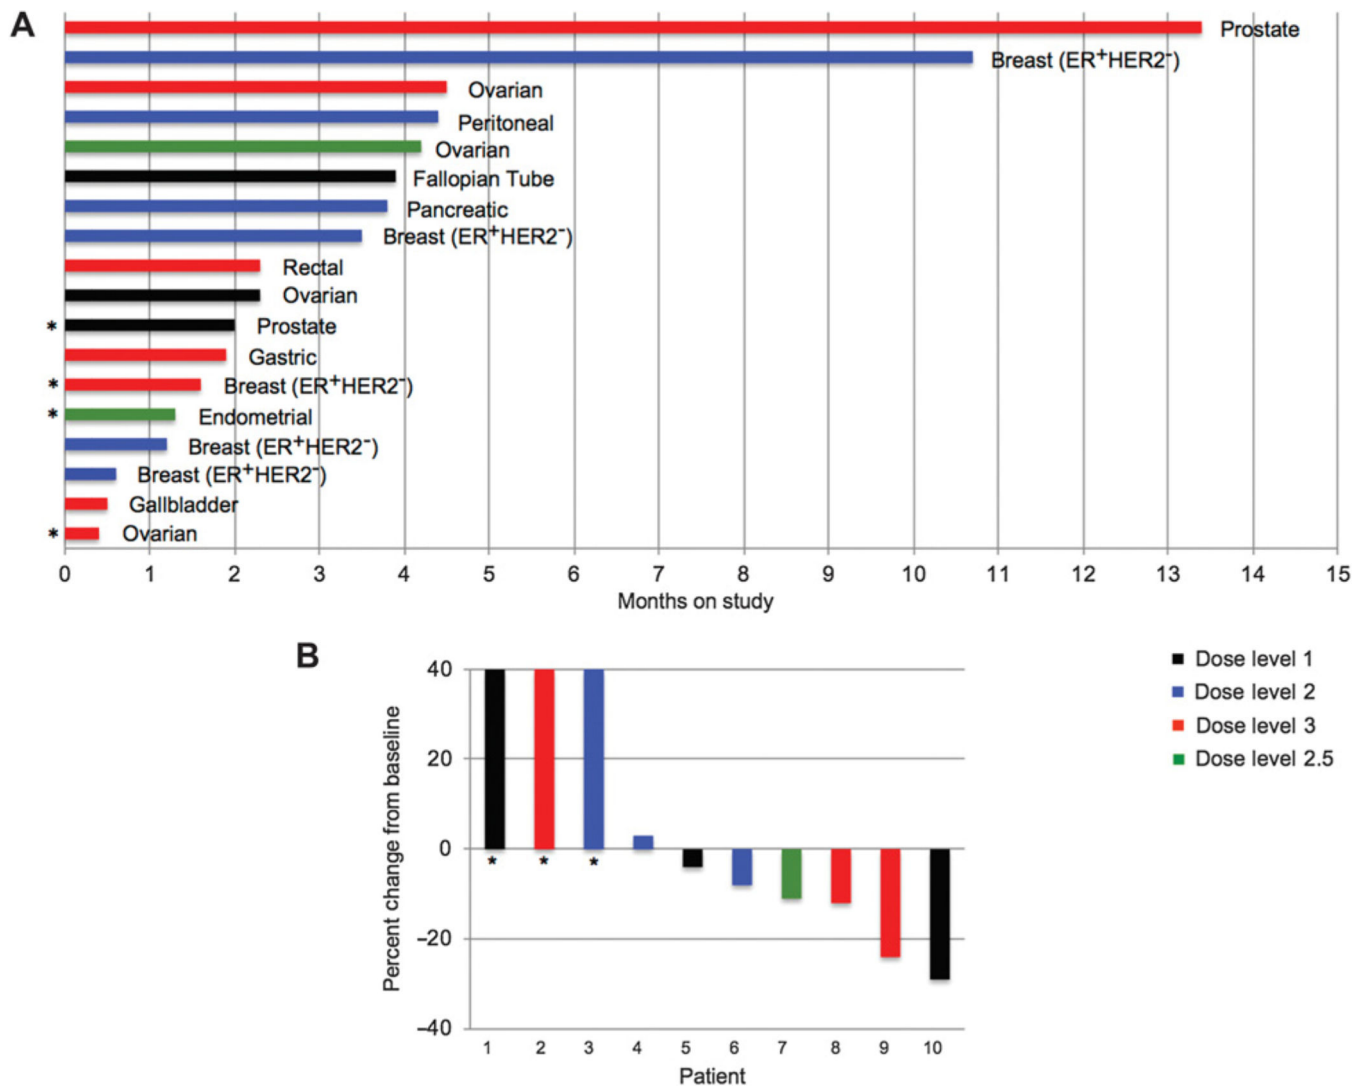 A
Prostate
Breast (ER⁺HER2⁻)
Ovarian
Peritoneal
Ovarian
Fallopian Tube
Pancreatic
Breast (ER⁺HER2⁻)
Rectal
Ovarian
* Prostate
Gastric
* Breast (ER⁺HER2⁻)
* Endometrial
Breast (ER⁺HER2⁻)
Breast (ER⁺HER2⁻)
Gallbladder
* Ovarian
0 1 2 3 4 5 6 7 8 9 10 11 12 13 14 15
Months on study
B
Percent change from baseline
40
20
0
–20
–40
* * *
1 2 3 4 5 6 7 8 9 10
Patient
Dose level 1
Dose level 2
Dose level 3
Dose level 2.5